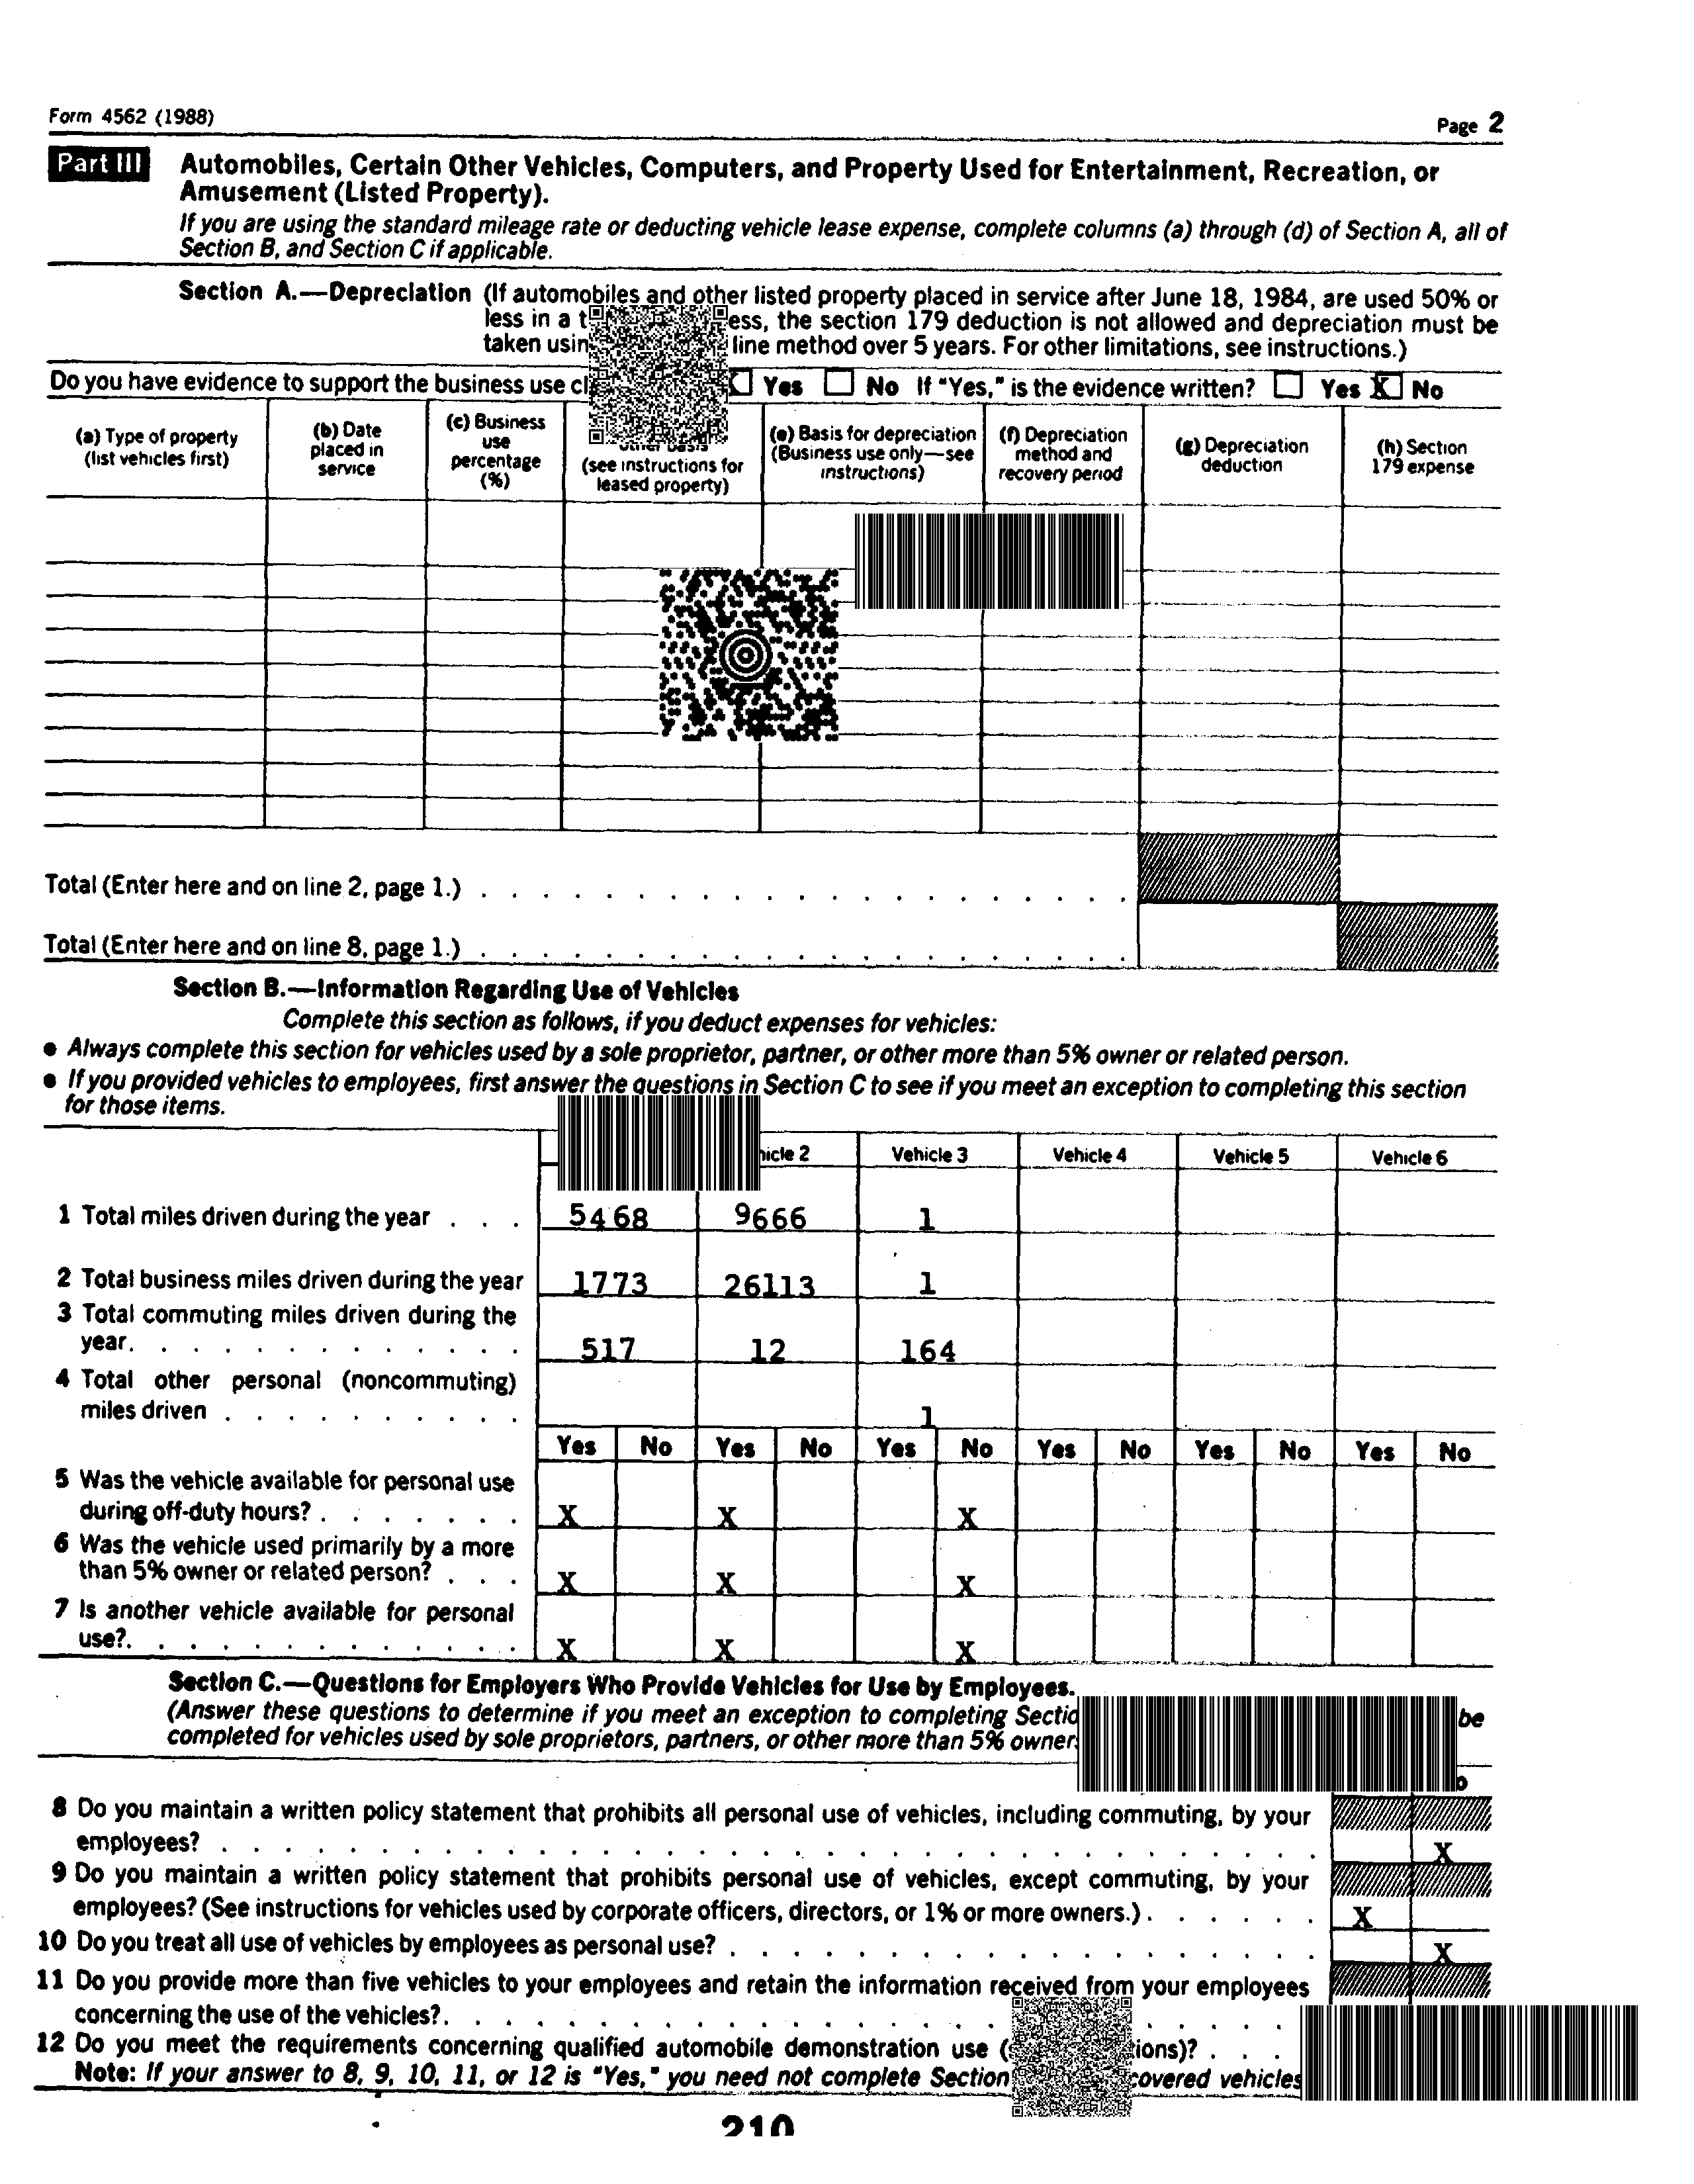 Form 4562 (1988)
Page 2
Part III Automobiles, Certain Other Vehicles, Computers, and Property Used for Entertainment, Recreation, or
Amusement (Listed Property).
If you are using the standard mileage rate or deducting vehicle lease expense, complete columns (a) through (d) of Section A, all of
Section B, and Section C if applicable.
Section A.—Depreciation (If automobiles and other listed property placed in service after June 18, 1984, are used 50% or
less in a t ess, the section 179 deduction is not allowed and depreciation must be
taken usin line method over 5 years. For other limitations, see instructions.)
Do you have evidence to support the business use cl X Yes No If "Yes," is the evidence written? Yes X No
(a) Type of property
(list vehicles first)
(b) Date
placed in
service
(c) Business
use
percentage
(%)
other basis
(see instructions for
leased property)
(e) Basis for depreciation
(Business use only—see
instructions)
(f) Depreciation
method and
recovery period
(g) Depreciation
deduction
(h) Section
179 expense
Total (Enter here and on line 2, page 1.)
Total (Enter here and on line 8, page 1.)
Section B.—Information Regarding Use of Vehicles
Complete this section as follows, if you deduct expenses for vehicles:
● Always complete this section for vehicles used by a sole proprietor, partner, or other more than 5% owner or related person.
● If you provided vehicles to employees, first answer the questions in Section C to see if you meet an exception to completing this section
for those items.
hicle 2 Vehicle 3 Vehicle 4 Vehicle 5 Vehicle 6
1 Total miles driven during the year . . . 5468 9666 1
2 Total business miles driven during the year 1773 26113 1
3 Total commuting miles driven during the
year. . . . . . . . . . . . . 517 12 164
4 Total other personal (noncommuting)
miles driven . . . . . . . . . . 1
Yes No Yes No Yes No Yes No Yes No Yes No
5 Was the vehicle available for personal use
during off-duty hours? . . . . . . . X X X
6 Was the vehicle used primarily by a more
than 5% owner or related person? . . . X X X
7 Is another vehicle available for personal
use?. . . . . . . . . . . . . X X X
Section C.—Questions for Employers Who Provide Vehicles for Use by Employees.
(Answer these questions to determine if you meet an exception to completing Sectio be
completed for vehicles used by sole proprietors, partners, or other more than 5% owner
o
8 Do you maintain a written policy statement that prohibits all personal use of vehicles, including commuting, by your
employees? X
9 Do you maintain a written policy statement that prohibits personal use of vehicles, except commuting, by your
employees? (See instructions for vehicles used by corporate officers, directors, or 1% or more owners.) . . . . . . X
10 Do you treat all use of vehicles by employees as personal use? X
11 Do you provide more than five vehicles to your employees and retain the information received from your employees
concerning the use of the vehicles?.
12 Do you meet the requirements concerning qualified automobile demonstration use (s ions)? . . .
Note: If your answer to 8, 9, 10, 11, or 12 is "Yes," you need not complete Section covered vehicles
210